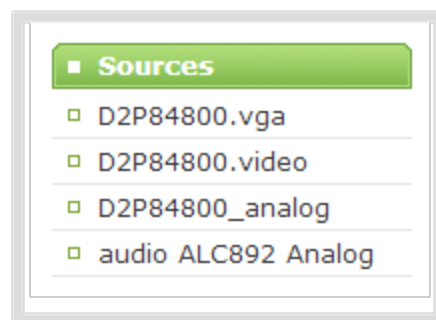 Sources
D2P84800.vga
D2P84800.video
D2P84800_analog
audio ALC892 Analog